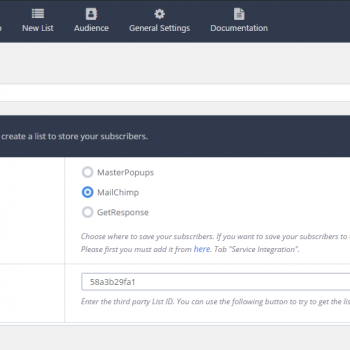 New List Audience General Settings Documentation
create a list to store your subscribers.
MasterPopups
MailChimp
GetResponse
Choose where to save your subscribers. If you want to save your subscribers to
Please first you must add it from here. Tab "Service Integration".
58a3b29fa1
Enter the third party List ID. You can use the following button to try to get the lis